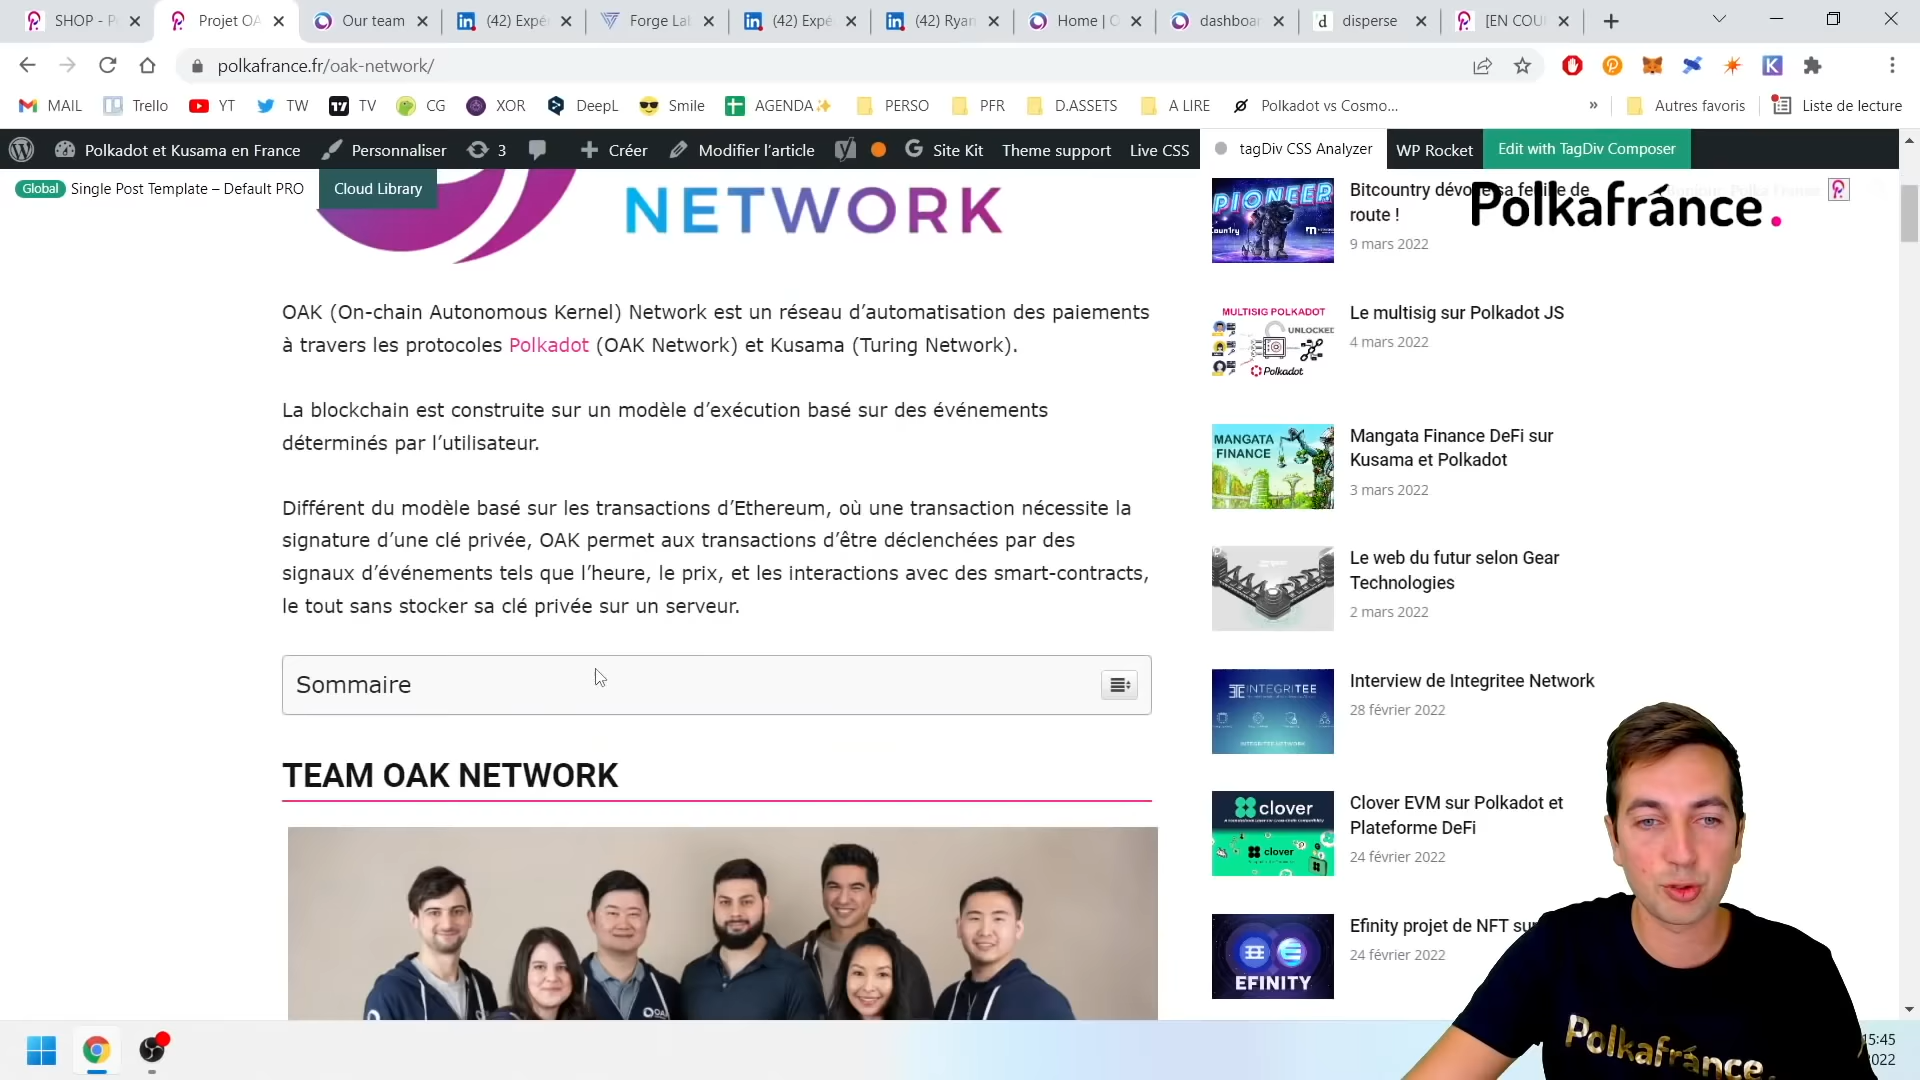 SHOP - P
Projet OA
Our team
(42) Expé
Forge Lab
(42) Expé
(42) Ryan
Home | O
dashboar
disperse
[EN COU
polkafrance.fr/oak-network/
MAIL
Trello
YT
TW
TV
CG
XOR
DeepL
Smile
AGENDA
PERSO
PFR
D.ASSETS
A LIRE
Polkadot vs Cosmo...
»
Autres favoris
Liste de lecture
Polkadot et Kusama en France
Personnaliser
3
Créer
Modifier l'article
Site Kit
Theme support
Live CSS
tagDiv CSS Analyzer
WP Rocket
Edit with TagDiv Composer
Global
Single Post Template – Default PRO
Cloud Library
NETWORK
OAK (On-chain Autonomous Kernel) Network est un réseau d'automatisation des paiements
à travers les protocoles Polkadot (OAK Network) et Kusama (Turing Network).
La blockchain est construite sur un modèle d'exécution basé sur des événements
déterminés par l'utilisateur.
Différent du modèle basé sur les transactions d'Ethereum, où une transaction nécessite la
signature d'une clé privée, OAK permet aux transactions d'être déclenchées par des
signaux d'événements tels que l'heure, le prix, et les interactions avec des smart-contracts,
le tout sans stocker sa clé privée sur un serveur.
Sommaire
TEAM OAK NETWORK
PIONEER
Bitcountry
route !
9 mars 2022
Polkafránce.
MULTISIG POLKADOT
UNLOCKED
Polkadot
Le multisig sur Polkadot JS
4 mars 2022
MANGATA
FINANCE
Mangata Finance DeFi sur
Kusama et Polkadot
3 mars 2022
Le web du futur selon Gear
Technologies
2 mars 2022
INTEGRITEE
INTEGRITEE NETWORK
Interview de Integritee Network
28 février 2022
clover
clover
Clover EVM sur Polkadot et
Plateforme DeFi
24 février 2022
EFINITY
Efinity projet de NFT su
24 février 2022
Polkafránce.
15:45
2022